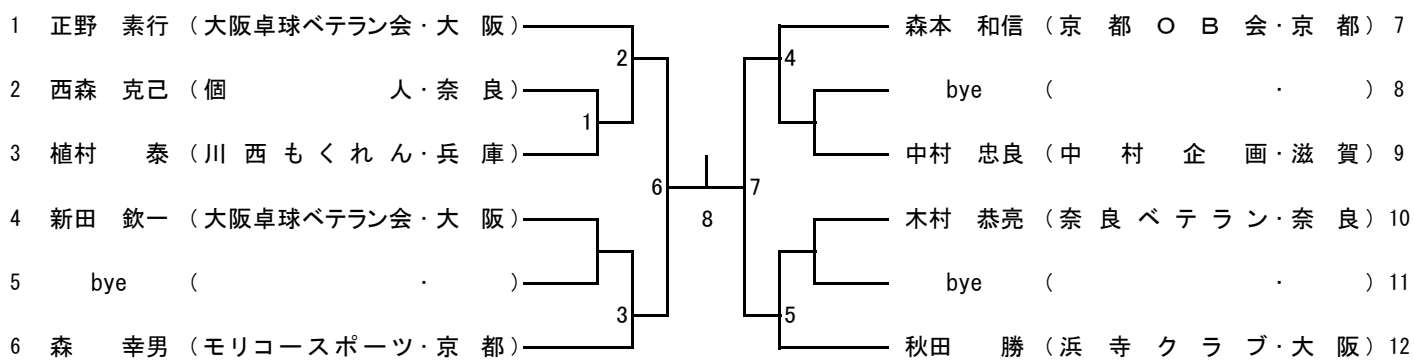 1 正野 素行 (大阪卓球ベテラン会・大 阪)
2 西森 克己 (個 人・奈 良)
3 植村 泰 (川 西 も く れ ん・兵 庫)
4 新田 欽一 (大阪卓球ベテラン会・大 阪)
5 bye ( ・ )
6 森 幸男 (モリコースポーツ・京 都)
2
1
6
3
8
7
4
5
森本 和信 (京 都 O B 会・京 都) 7
bye ( ・ ) 8
中村 忠良 (中 村 企 画・滋 賀) 9
木村 恭亮 (奈 良 ベ テ ラ ン・奈 良) 10
bye ( ・ ) 11
秋田 勝 (浜 寺 ク ラ ブ・大 阪) 12